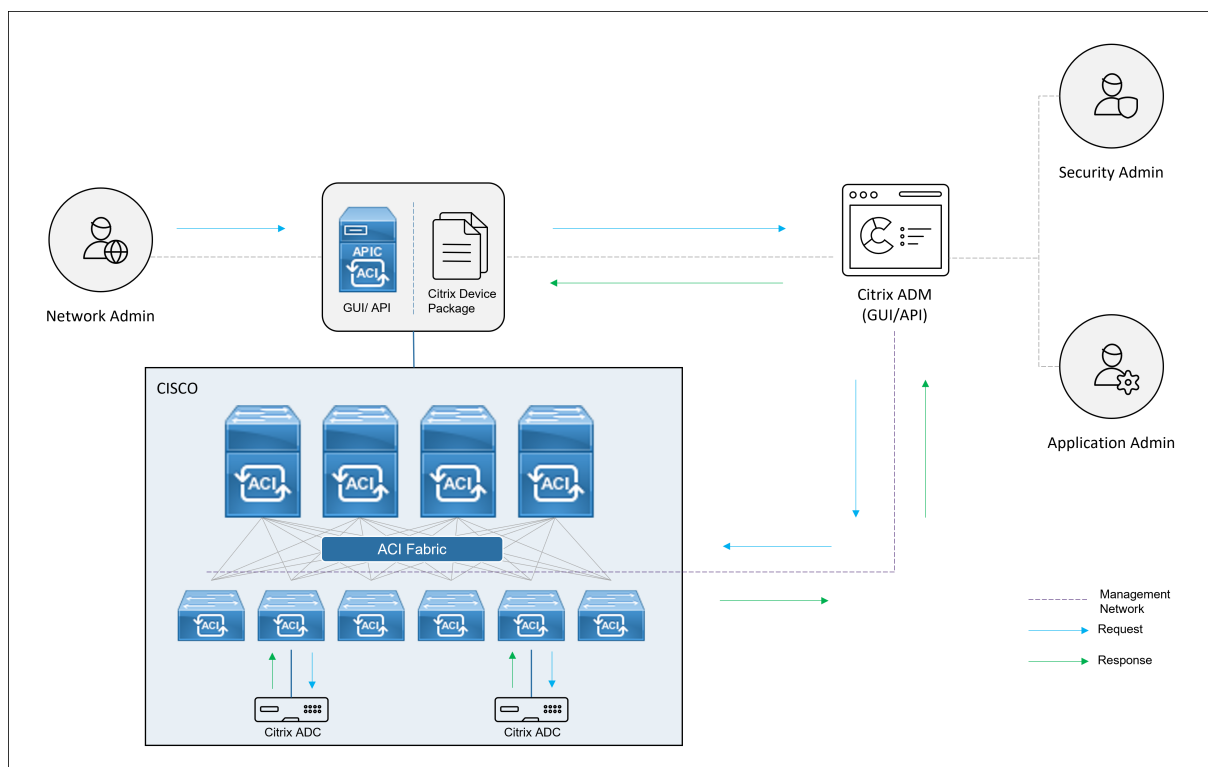 Security Admin
Network Admin
APIC
ACI
GUI/ API
Citrix Device
Package
Citrix ADM
(GUI/API)
Application Admin
CISCO
ACI
ACI
ACI
ACI
ACI Fabric
ACI
ACI
ACI
ACI
ACI
ACI
Citrix ADC
Citrix ADC
Management
Network
Request
Response